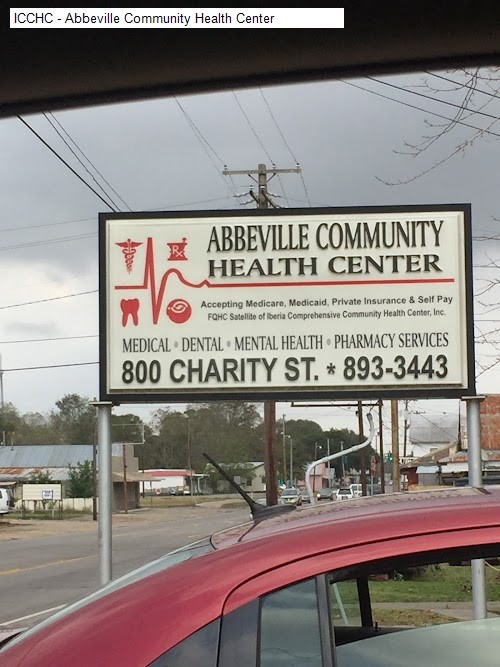 ICCHC - Abbeville Community Health Center
Rx
ABBEVILLE COMMUNITY
HEALTH CENTER
Accepting Medicare, Medicaid, Private Insurance & Self Pay
FQHC Satellite of Iberia Comprehensive Community Health Center, Inc.
MEDICAL • DENTAL • MENTAL HEALTH • PHARMACY SERVICES
800 CHARITY ST. * 893-3443